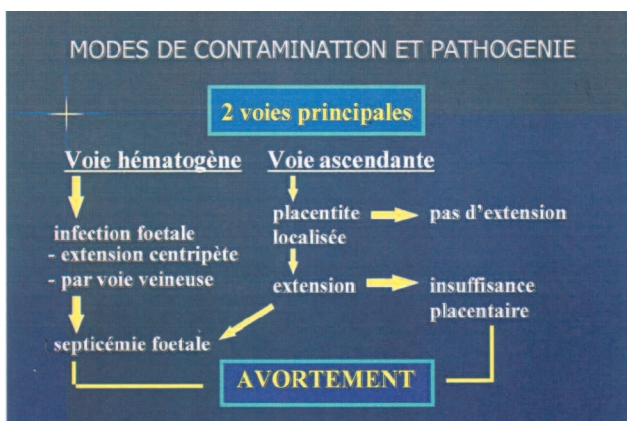 MODES DE CONTAMINATION ET PATHOGENIE
2 voies principales
Voie hématogène
infection foetale
- extension centripète
- par voie veineuse
septicémie foetale
Voie ascendante
placentite
localisée
pas d'extension
extension
insuffisance
placentaire
AVORTEMENT